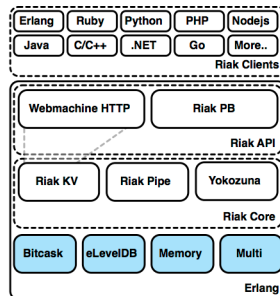 Erlang Ruby Python PHP Nodejs
Java C/C++ .NET Go More..
Riak Clients
Webmachine HTTP Riak PB
Riak API
Riak KV Riak Pipe Yokozuna
Riak Core
Bitcask eLevelDB Memory Multi
Erlang